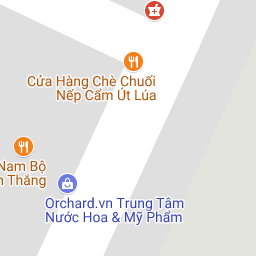 Cửa Hàng Chè Chuối
Nếp Cẩm Út Lúa
Nam Bộ
Thắng
Orchard.vn Trung Tâm
Nước Hoa & Mỹ Phẩm